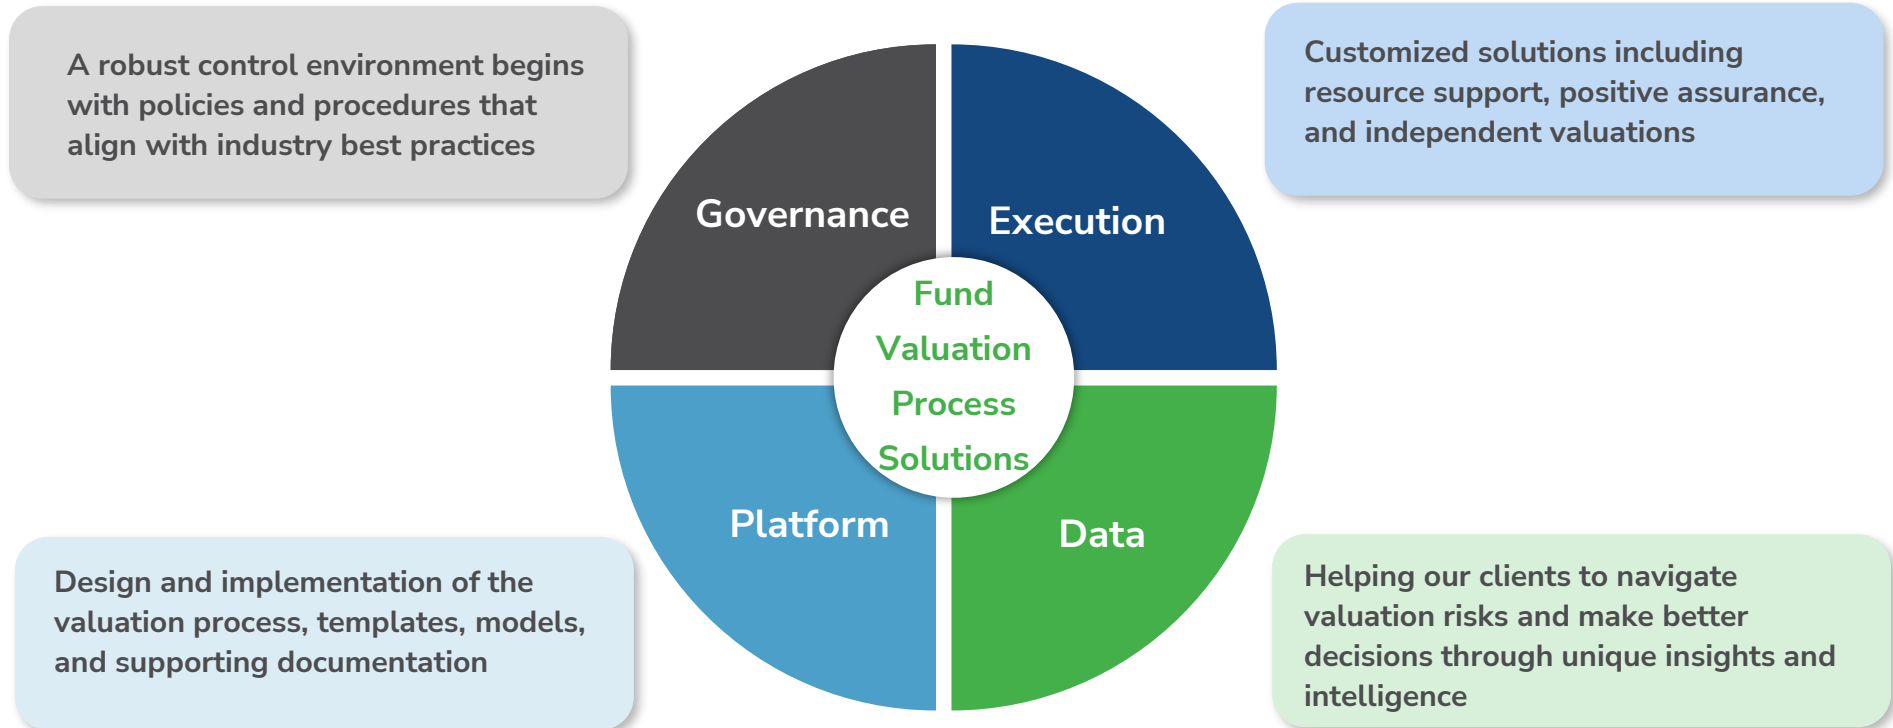 A robust control environment begins
with policies and procedures that
align with industry best practices
Customized solutions including
resource support, positive assurance,
and independent valuations
Governance
Execution
Fund
Valuation
Process
Solutions
Platform
Data
Design and implementation of the
valuation process, templates, models,
and supporting documentation
Helping our clients to navigate
valuation risks and make better
decisions through unique insights and
intelligence